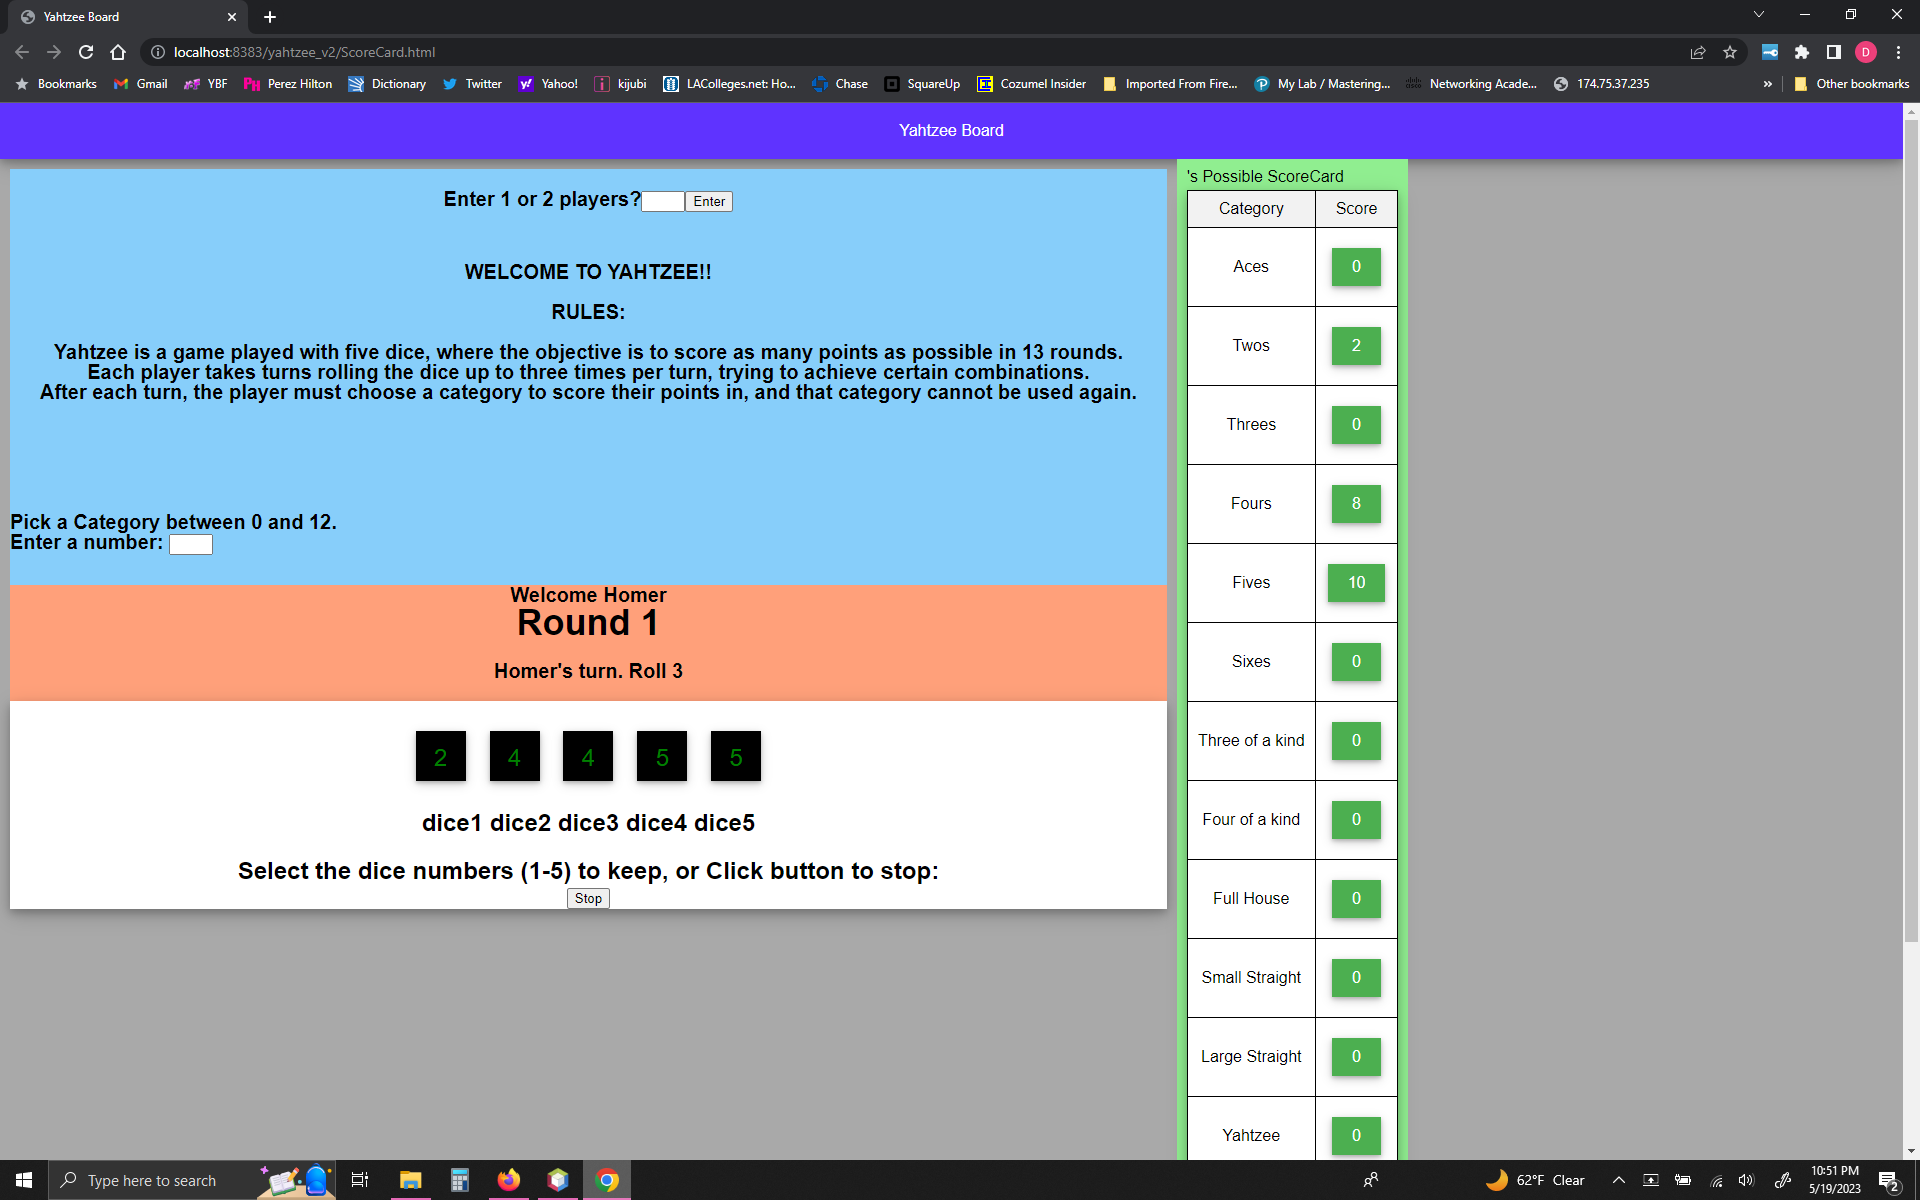 Yahtzee Board
localhost:8383/yahtzee_v2/ScoreCard.html
D
Bookmarks Gmail YBF Perez Hilton Dictionary Twitter Yahoo! kijubi LAColleges.net: Ho... Chase SquareUp Cozumel Insider Imported From Fire... My Lab / Mastering... Networking Acade... 174.75.37.235 » Other bookmarks
Yahtzee Board
Enter 1 or 2 players? Enter
WELCOME TO YAHTZEE!!
RULES:
Yahtzee is a game played with five dice, where the objective is to score as many points as possible in 13 rounds.
Each player takes turns rolling the dice up to three times per turn, trying to achieve certain combinations.
After each turn, the player must choose a category to score their points in, and that category cannot be used again.
Pick a Category between 0 and 12.
Enter a number:
Welcome Homer
Round 1
Homer's turn. Roll 3
2 4 4 5 5
dice1 dice2 dice3 dice4 dice5
Select the dice numbers (1-5) to keep, or Click button to stop:
Stop
's Possible ScoreCard
Category Score
Aces 0
Twos 2
Threes 0
Fours 8
Fives 10
Sixes 0
Three of a kind 0
Four of a kind 0
Full House 0
Small Straight 0
Large Straight 0
Yahtzee 0
Type here to search
62°F Clear
10:51 PM
5/19/2023
2